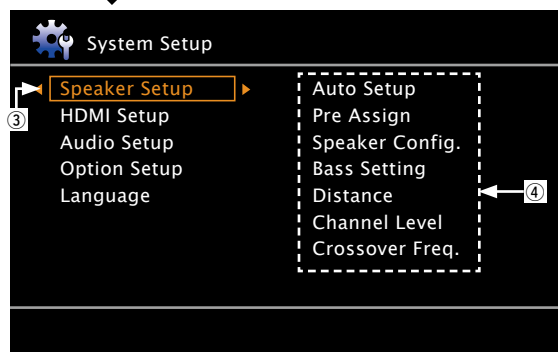 System Setup
Speaker Setup
HDMI Setup
Audio Setup
Option Setup
Language
③
Auto Setup
Pre Assign
Speaker Config.
Bass Setting
Distance
Channel Level
Crossover Freq.
④